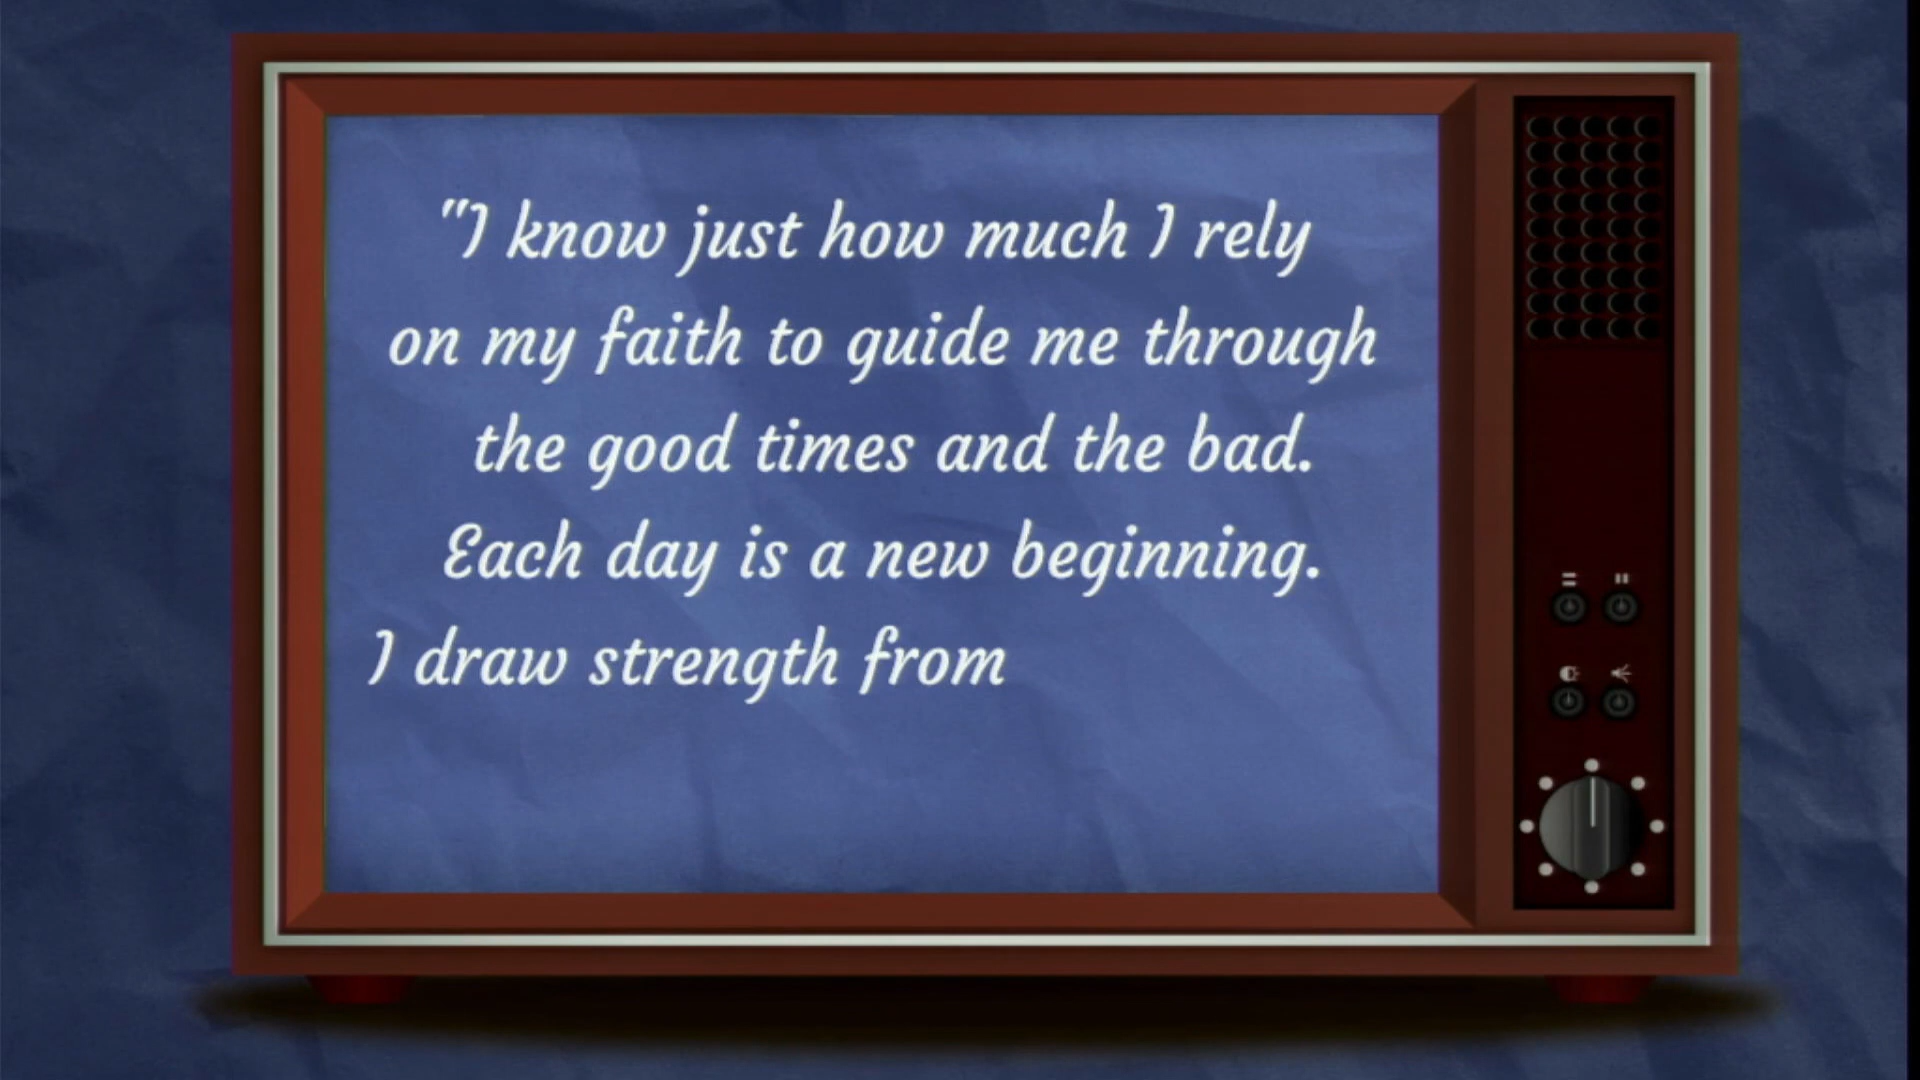 "I know just how much I rely
on my faith to guide me through
the good times and the bad.
Each day is a new beginning.
I draw strength from